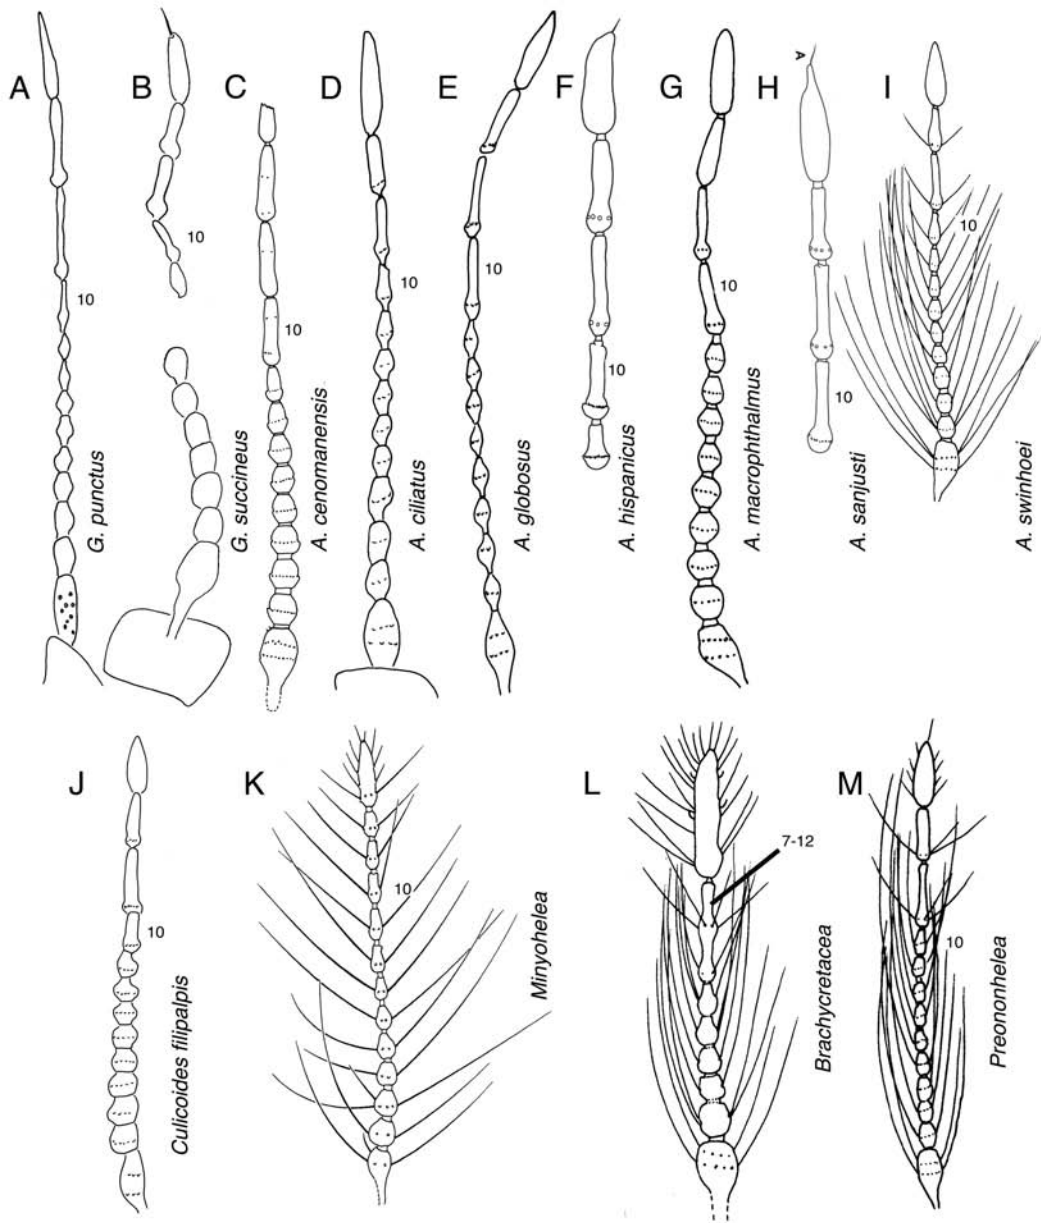 A
B
C
D
E
F
G
H
A
I
10
10
10
10
10
10
10
10
10
G. punctus
G. succineus
A. cenomanensis
A. ciliatus
A. globosus
A. hispanicus
A. macrophthalmus
A. sanjusti
A. swinhoei
J
K
L
M
10
10
7-12
10
Culicoides filipalpis
Minyohelea
Brachycretacea
Preononhelea